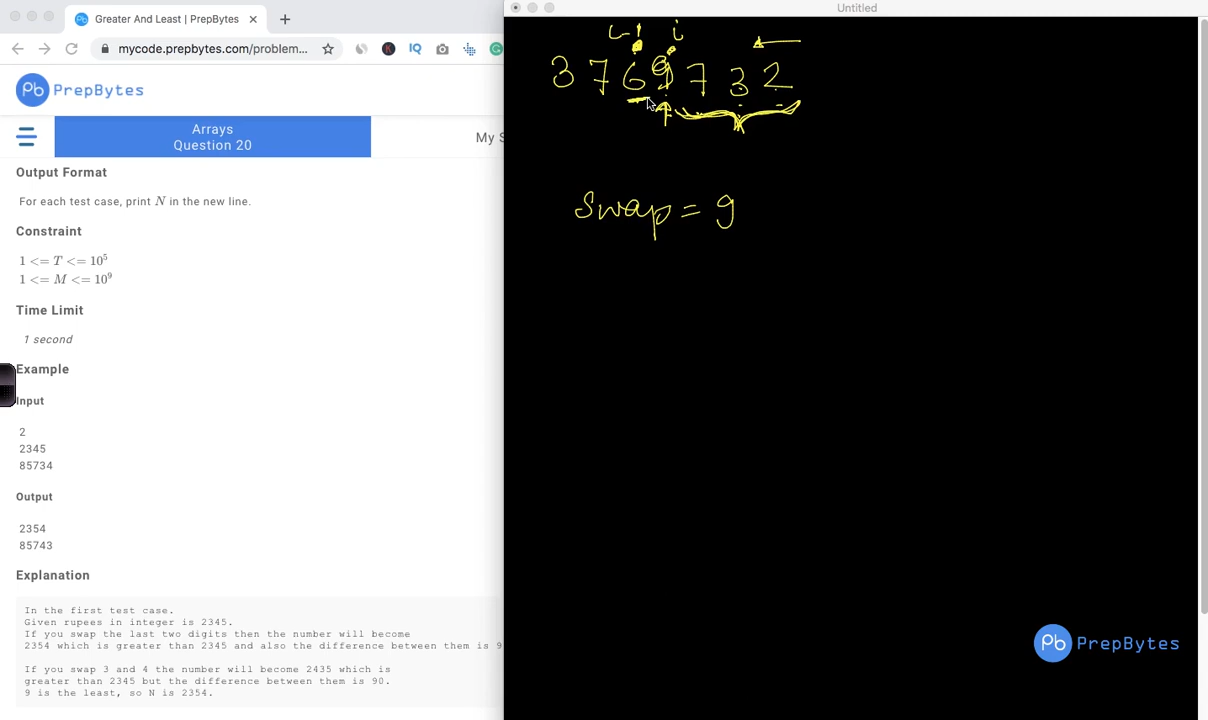 Greater And Least | PrepBytes
Untitled
mycode.prepbytes.com/problem...
IQ
Pb PrepBytes
Arrays
Question 20
My S
Output Format
For each test case, print N in the new line.
Constraint
1 <= T <= 10⁵
1 <= M <= 10⁹
Time Limit
1 second
Example
Input
2
2345
85734
Output
2354
85743
Explanation
In the first test case.
Given rupees in integer is 2345.
If you swap the last two digits then the number will become
2354 which is greater than 2345 and also the difference between them is 9
If you swap 3 and 4 the number will become 2435 which is
greater than 2345 but the difference between them is 90.
9 is the least, so N is 2354.
i-1 i
3 7 6 9 7 3 2
Swap = 9
Pb PrepBytes